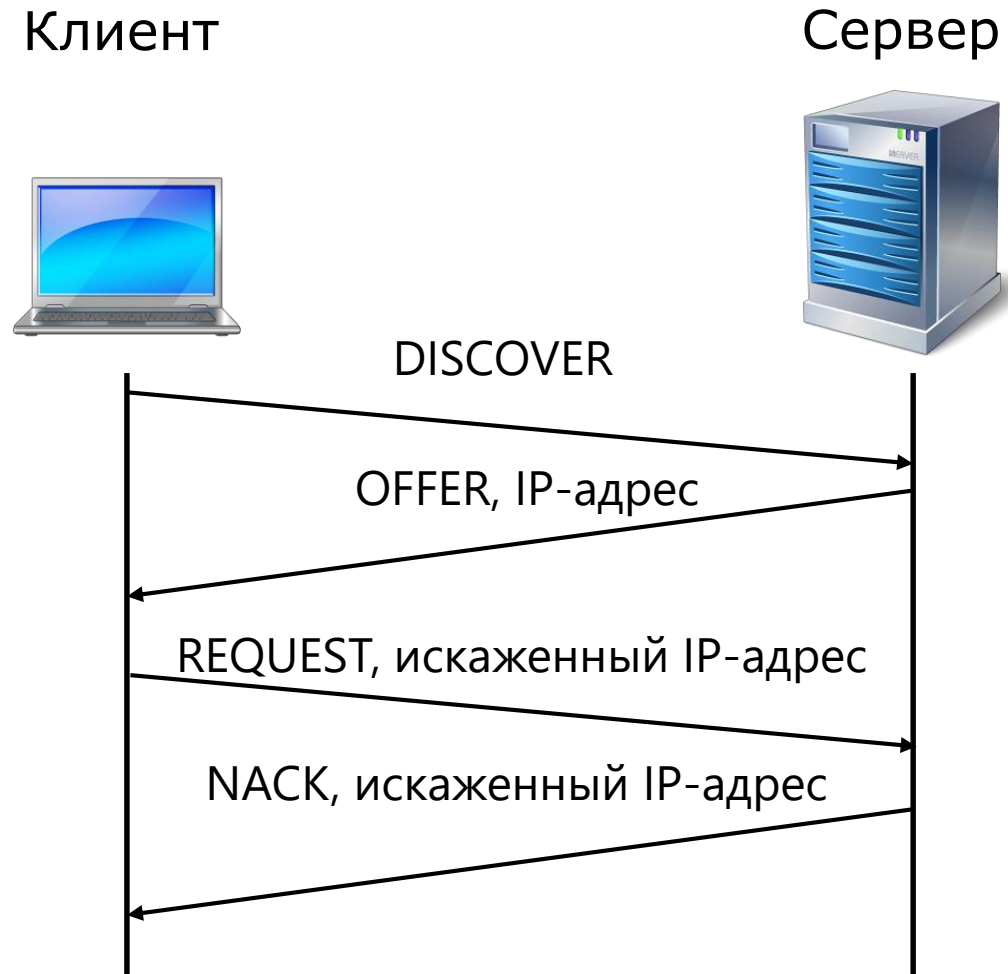 Клиент
Сервер
DISCOVER
OFFER, IP-адрес
REQUEST, искаженный IP-адрес
NACK, искаженный IP-адрес